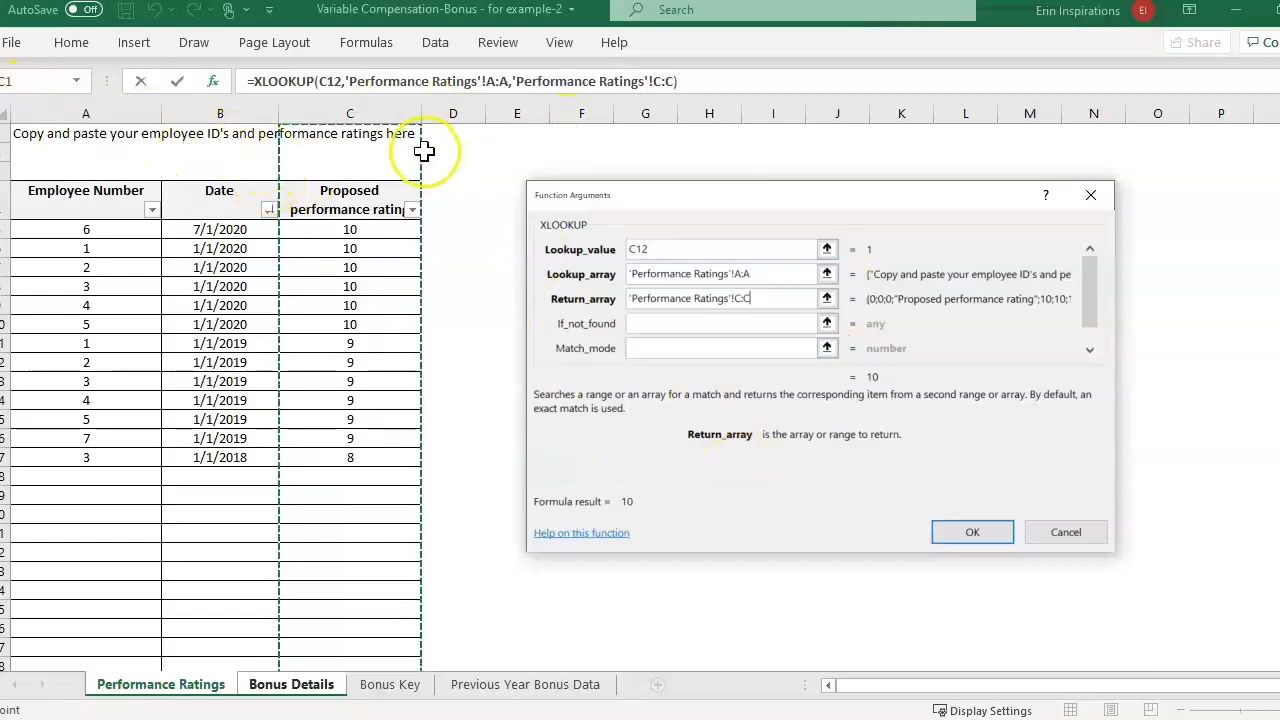 AutoSave Off Variable Compensation-Bonus - for example-2 Search Erin Inspirations EI
File Home Insert Draw Page Layout Formulas Data Review View Help Share Co
C1 fx =XLOOKUP(C12,'Performance Ratings'!A:A,'Performance Ratings'!C:C)
A B C D E F G H I J K L M N O P
Copy and paste your employee ID's and performance ratings here
Employee Number Date Proposed
performance rating
6 7/1/2020 10
1 1/1/2020 10
2 1/1/2020 10
3 1/1/2020 10
4 1/1/2020 10
5 1/1/2020 10
1 1/1/2019 9
2 1/1/2019 9
3 1/1/2019 9
4 1/1/2019 9
5 1/1/2019 9
7 1/1/2019 9
3 1/1/2018 8
Function Arguments ?
XLOOKUP
Lookup_value C12 = 1
Lookup_array 'Performance Ratings'!A:A = {"Copy and paste your employee ID's and pe
Return_array 'Performance Ratings'!C:C = {0;0;0;"Proposed performance rating";10;10;1
If_not_found = any
Match_mode = number
= 10
Searches a range or an array for a match and returns the corresponding item from a second range or array. By default, an
exact match is used.
Return_array is the array or range to return.
Formula result = 10
Help on this function OK Cancel
Performance Ratings Bonus Details Bonus Key Previous Year Bonus Data
oint Display Settings